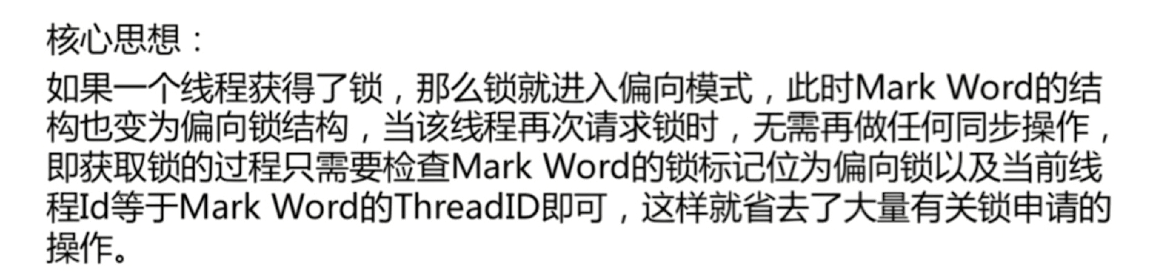 核心思想：
如果一个线程获得了锁，那么锁就进入偏向模式，此时Mark Word的结
构也变为偏向锁结构，当该线程再次请求锁时，无需再做任何同步操作，
即获取锁的过程只需要检查Mark Word的锁标记位为偏向锁以及当前线
程Id等于Mark Word的ThreadID即可，这样就省去了大量有关锁申请的
操作。